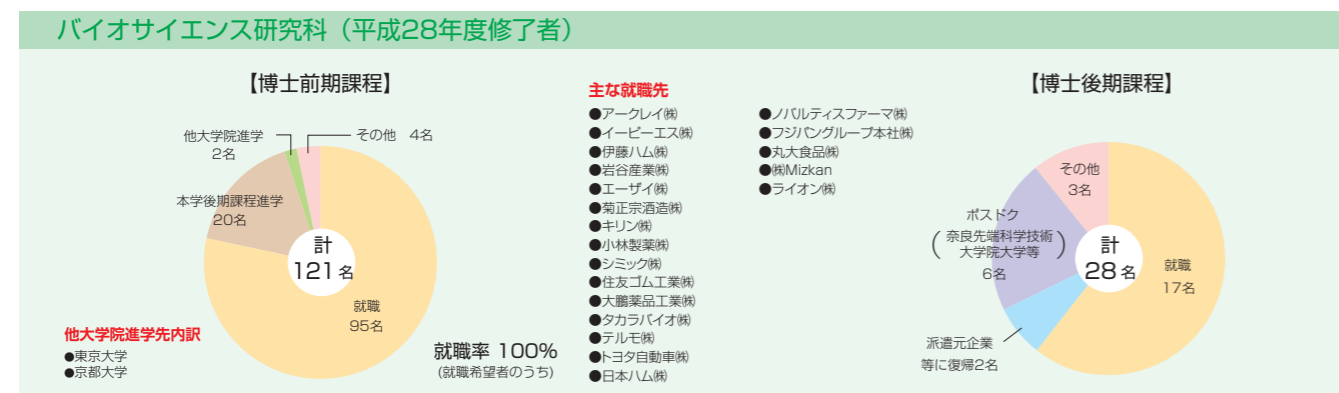 バイオサイエンス研究科（平成28年度修了者）
【博士前期課程】
他大学院進学
2名
その他 4名
本学後期課程進学
20名
計
121名
就職
95名
他大学院進学先内訳
●東京大学
●京都大学
就職率 100%
(就職希望者のうち)
主な就職先
●アークレイ㈱
●イーピーエス㈱
●伊藤ハム㈱
●岩谷産業㈱
●エーザイ㈱
●菊正宗酒造㈱
●キリン㈱
●小林製薬㈱
●シミック㈱
●住友ゴム工業㈱
●大鵬薬品工業㈱
●タカラバイオ㈱
●テルモ㈱
●トヨタ自動車㈱
●日本ハム㈱
●ノバルティスファーマ㈱
●フジパングループ本社㈱
●丸大食品㈱
●㈱Mizkan
●ライオン㈱
【博士後期課程】
その他
3名
ポスドク
(奈良先端科学技術
大学院大学等)
6名
計
28名
就職
17名
派遣元企業
等に復帰2名